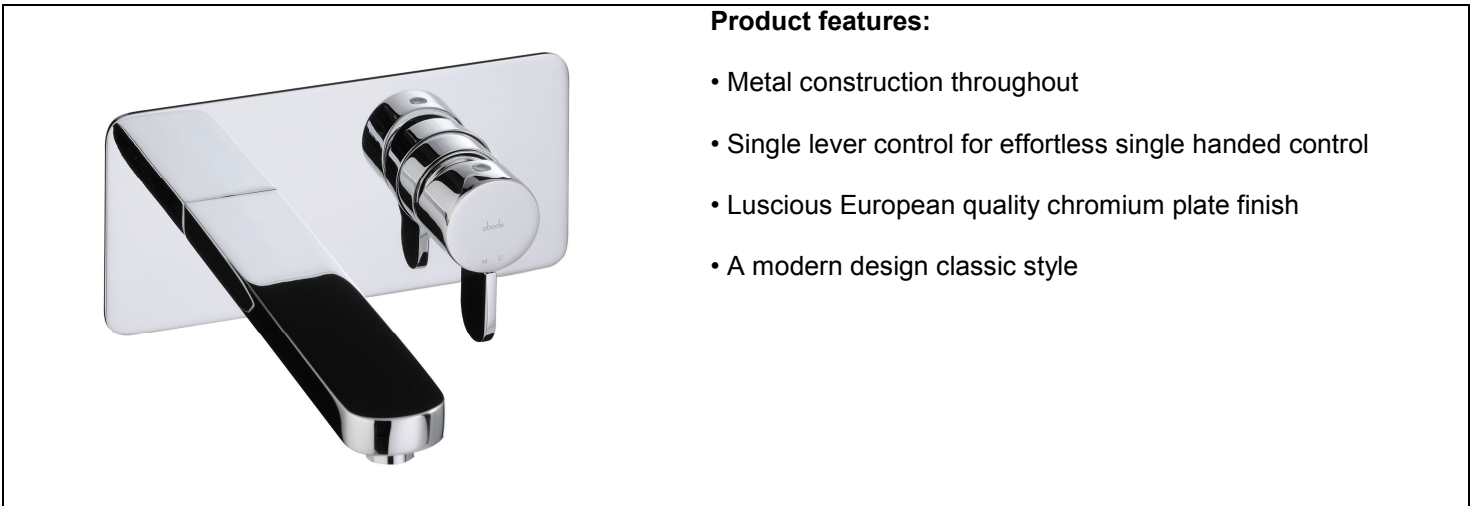 Product features:
• Metal construction throughout
• Single lever control for effortless single handed control
• Luscious European quality chromium plate finish
• A modern design classic style
abode
H C